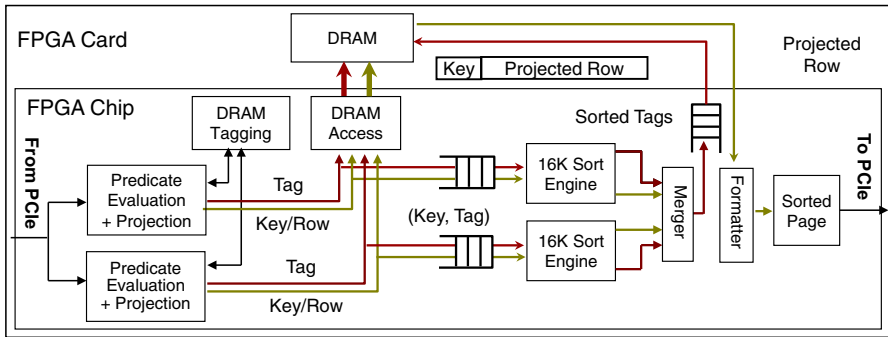 FPGA Card
DRAM
Key
Projected Row
Projected
Row
FPGA Chip
DRAM
Tagging
DRAM
Access
Sorted Tags
From PCIe
To PCIe
Predicate
Evaluation
+ Projection
Tag
Key/Row
16K Sort
Engine
Merger
Formatter
Sorted
Page
(Key, Tag)
Predicate
Evaluation
+ Projection
Tag
Key/Row
16K Sort
Engine